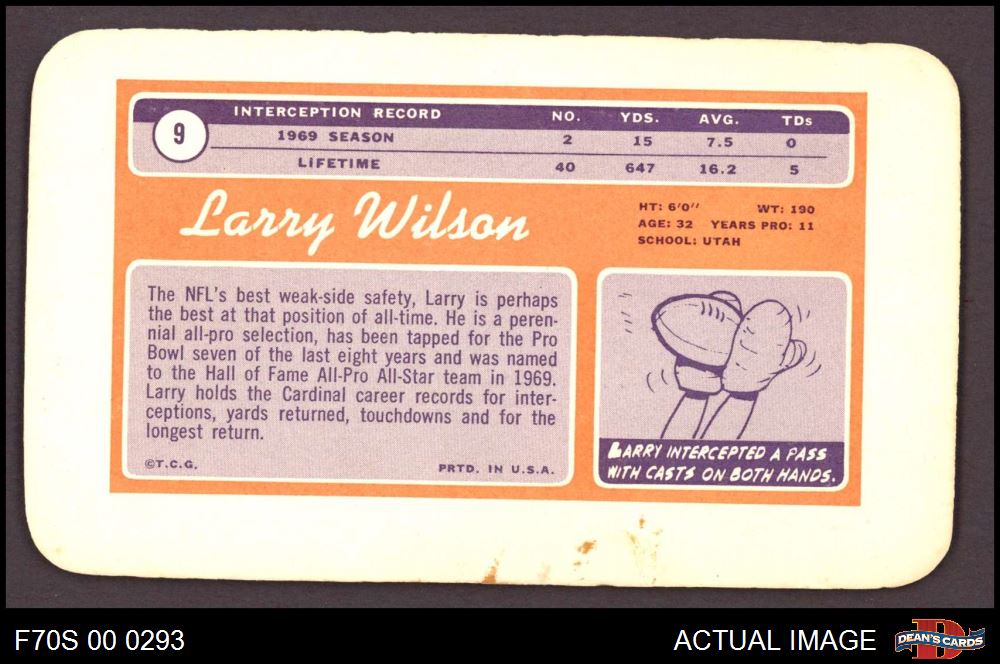 9
INTERCEPTION RECORD NO. YDS. AVG. TDs
1969 SEASON 2 15 7.5 0
LIFETIME 40 647 16.2 5
Larry Wilson
HT: 6'0" WT: 190
AGE: 32 YEARS PRO: 11
SCHOOL: UTAH
The NFL's best weak-side safety, Larry is perhaps
the best at that position of all-time. He is a peren-
nial all-pro selection, has been tapped for the Pro
Bowl seven of the last eight years and was named
to the Hall of Fame All-Pro All-Star team in 1969.
Larry holds the Cardinal career records for inter-
ceptions, yards returned, touchdowns and for the
longest return.
©T.C.G. PRTD. IN U.S.A.
LARRY INTERCEPTED A PASS
WITH CASTS ON BOTH HANDS.
F70S 00 0293 ACTUAL IMAGE DEAN'S CARDS